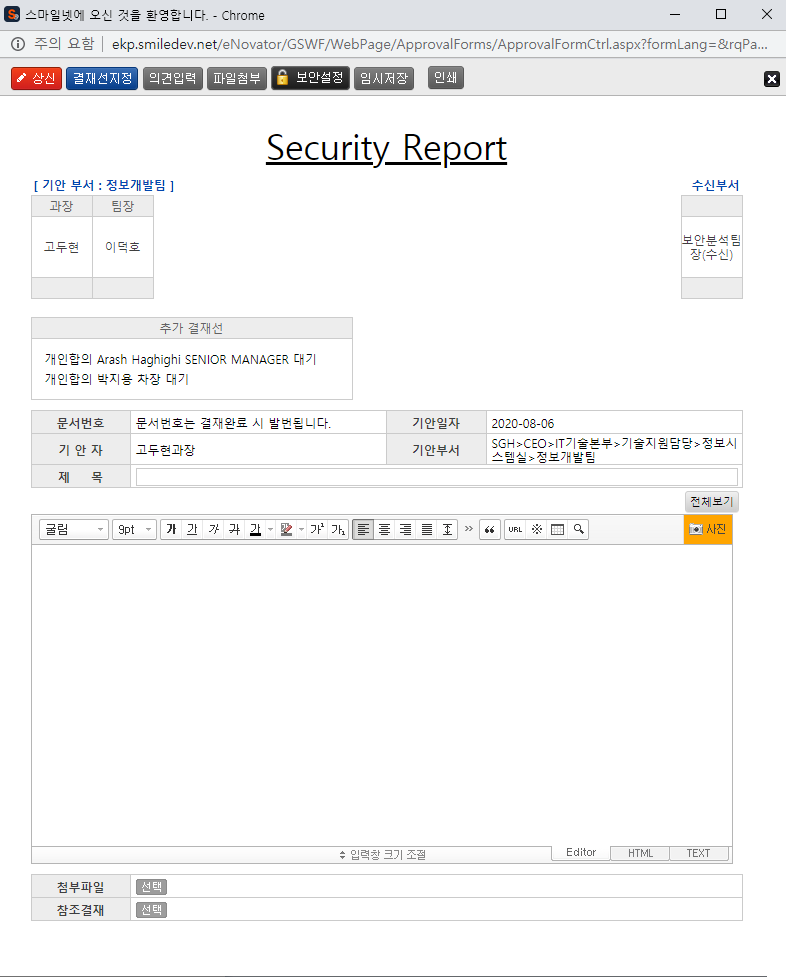 스마일넷에 오신 것을 환영합니다. - Chrome
주의 요함 | ekp.smiledev.net/eNovator/GSWF/WebPage/ApprovalForms/ApprovalFormCtrl.aspx?formLang=&rqPa...
상신 결재선지정 의견입력 파일첨부 보안설정 임시저장 인쇄
Security Report
[ 기안 부서 : 정보개발팀 ] 수신부서
과장 팀장
고두현 이덕호 보안분석팀
장(수신)
추가 결재선
개인합의 Arash Haghighi SENIOR MANAGER 대기
개인합의 박지용 차장 대기
문서번호 문서번호는 결재완료 시 발번됩니다. 기안일자 2020-08-06
기 안 자 고두현과장 기안부서 SGH>CEO>IT기술본부>기술지원담당>정보시
스템실>정보개발팀
제 목
전체보기
굴림 9pt 가 가 가 가 가 가¹ 가₁ URL ※ 사진
입력창 크기 조절 Editor HTML TEXT
첨부파일 선택
참조결재 선택